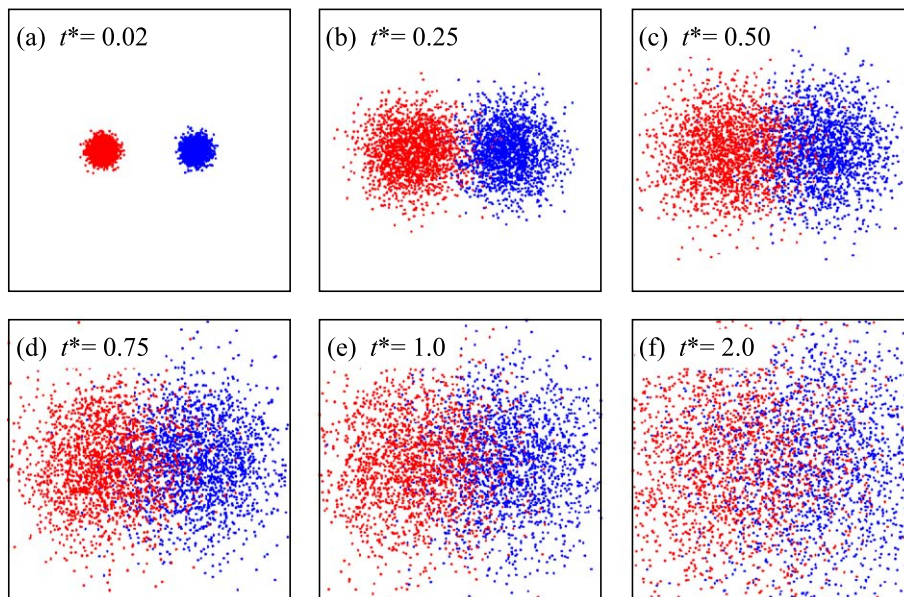 (a) t*= 0.02
(b) t*= 0.25
(c) t*= 0.50
(d) t*= 0.75
(e) t*= 1.0
(f) t*= 2.0